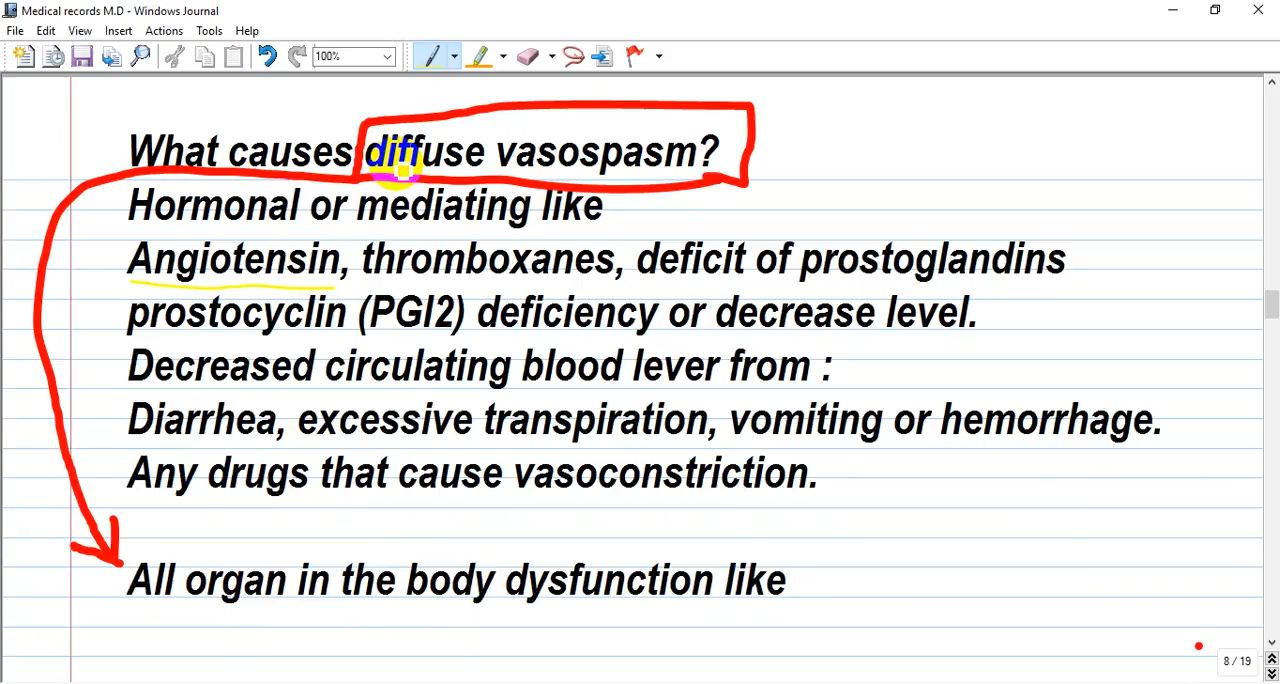 Medical records M.D - Windows Journal
File Edit View Insert Actions Tools Help
100%
What causes diffuse vasospasm?
Hormonal or mediating like
Angiotensin, thromboxanes, deficit of prostoglandins
prostocyclin (PGI2) deficiency or decrease level.
Decreased circulating blood lever from :
Diarrhea, excessive transpiration, vomiting or hemorrhage.
Any drugs that cause vasoconstriction.
All organ in the body dysfunction like
8 / 19